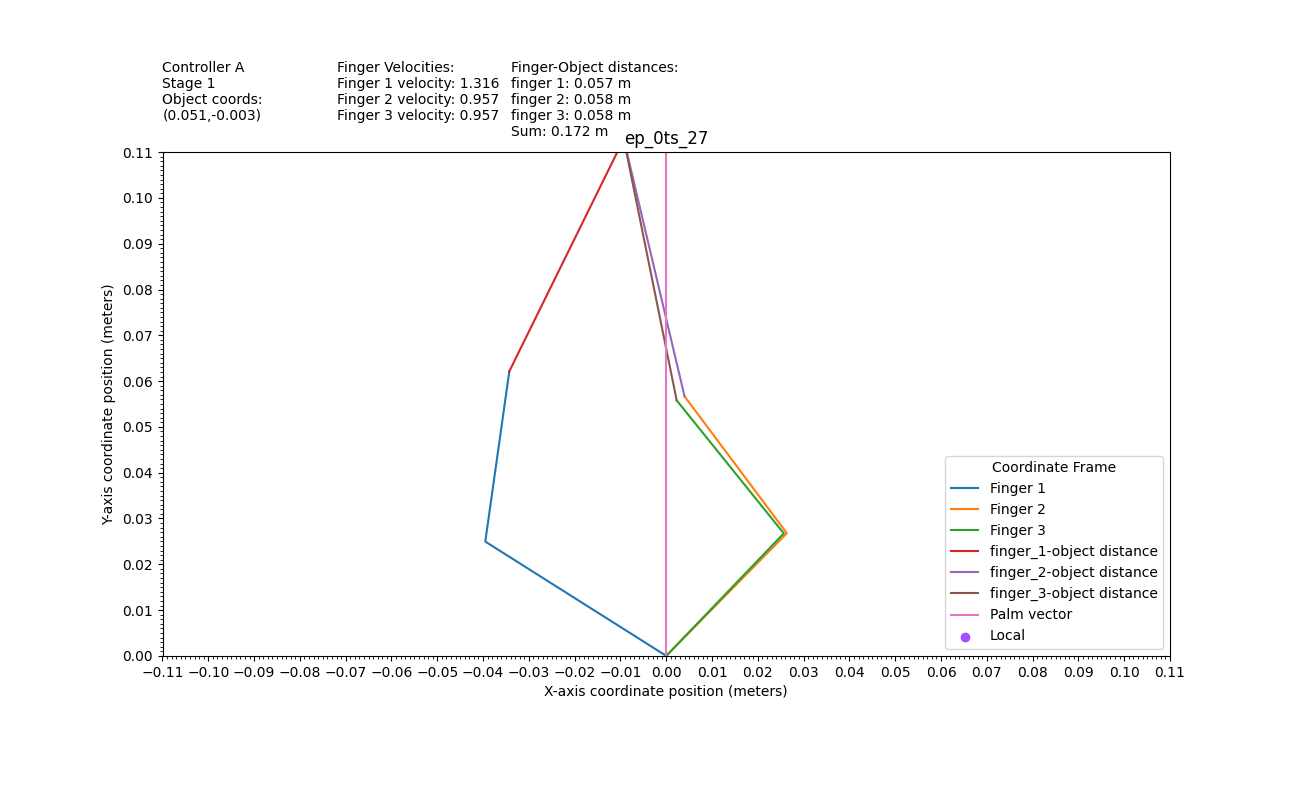 Controller A
Stage 1
Object coords:
(0.051,-0.003)
Finger Velocities:
Finger 1 velocity: 1.316
Finger 2 velocity: 0.957
Finger 3 velocity: 0.957
Finger-Object distances:
finger 1: 0.057 m
finger 2: 0.058 m
finger 3: 0.058 m
Sum: 0.172 m
ep_0ts_27
Y-axis coordinate position (meters)
0.11
0.10
0.09
0.08
0.07
0.06
0.05
0.04
0.03
0.02
0.01
0.00
−0.11 −0.10 −0.09 −0.08 −0.07 −0.06 −0.05 −0.04 −0.03 −0.02 −0.01 0.00 0.01 0.02 0.03 0.04 0.05 0.06 0.07 0.08 0.09 0.10 0.11
X-axis coordinate position (meters)
Coordinate Frame
Finger 1
Finger 2
Finger 3
finger_1-object distance
finger_2-object distance
finger_3-object distance
Palm vector
Local